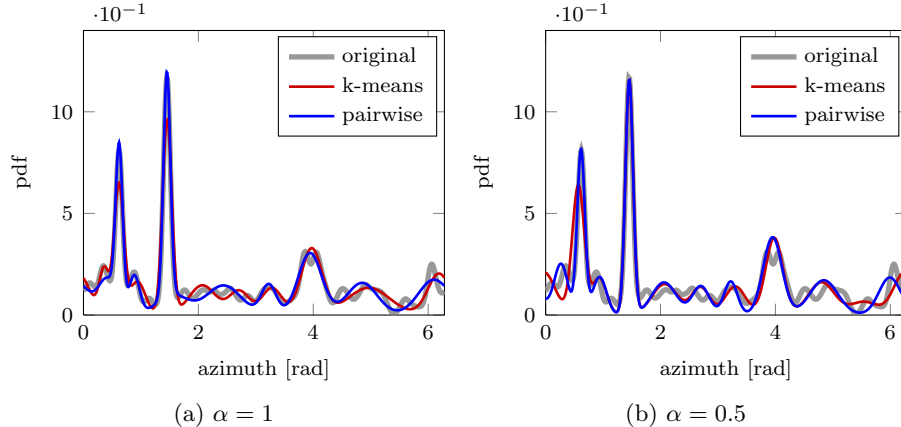 ·10⁻¹
original
k-means
pairwise
10
5
0
pdf
0 2 4 6
azimuth [rad]
(a) α = 1
·10⁻¹
original
k-means
pairwise
10
5
0
pdf
0 2 4 6
azimuth [rad]
(b) α = 0.5